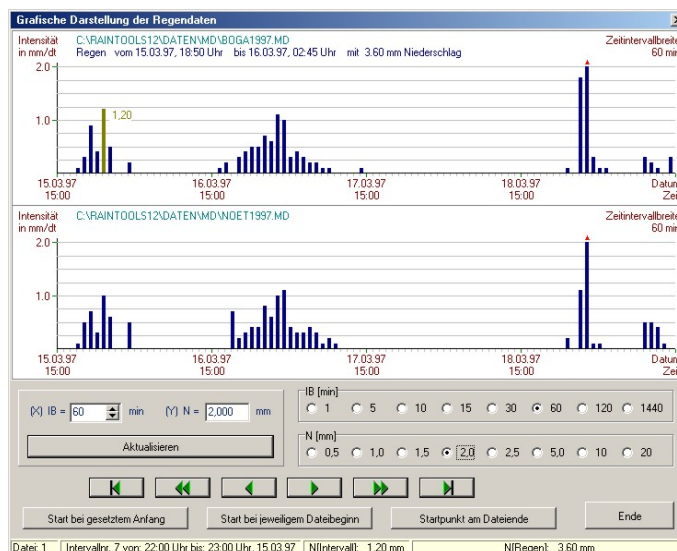 Grafische Darstellung der Regendaten
Intensität C:\RAINTOOLS12\DATEN\MD\BOGA1997.MD Zeitintervallbreite
in mm/dt Regen vom 15.03.97, 18:50 Uhr bis 16.03.97, 02:45 Uhr mit 3.60 mm Niederschlag 60 min
2.0
1,20
1.0
15.03.97 16.03.97 17.03.97 18.03.97 Datum
15:00 15:00 15:00 15:00 Zei
Intensität C:\RAINTOOLS12\DATEN\MD\NOET1997.MD Zeitintervallbreite
in mm/dt 60 min
2.0
1.0
15.03.97 16.03.97 17.03.97 18.03.97 Datum
15:00 15:00 15:00 15:00 Zei
(X) IB = 60 min (Y) N = 2,000 mm
Aktualisieren
IB [min]
1 5 10 15 30 60 120 1440
N [mm]
0,5 1,0 1,5 2,0 2,5 5,0 10 20
Start bei gesetztem Anfang Start bei jeweiligem Dateibeginn Startpunkt am Dateiende Ende
Datei: 1 Intervallnr. 7 von: 22:00 Uhr bis: 23:00 Uhr, 15.03.97 N[Intervall]: 1.20 mm N[Regen]: 3.60 mm